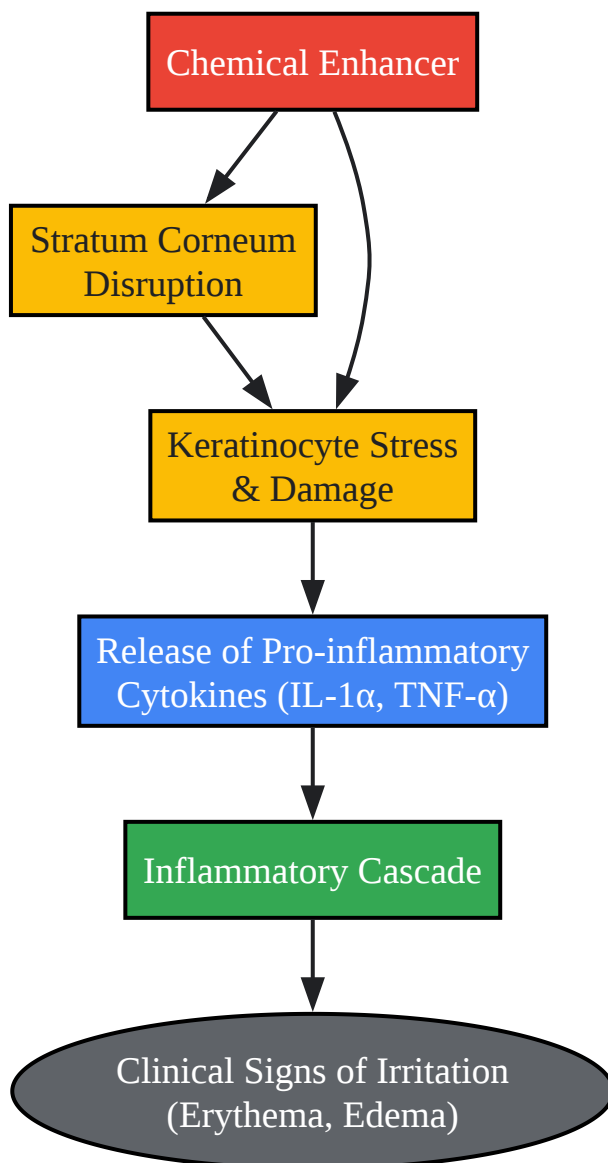 Chemical Enhancer
Stratum Corneum
Disruption
Keratinocyte Stress
& Damage
Release of Pro-inflammatory
Cytokines (IL-1α, TNF-α)
Inflammatory Cascade
Clinical Signs of Irritation
(Erythema, Edema)